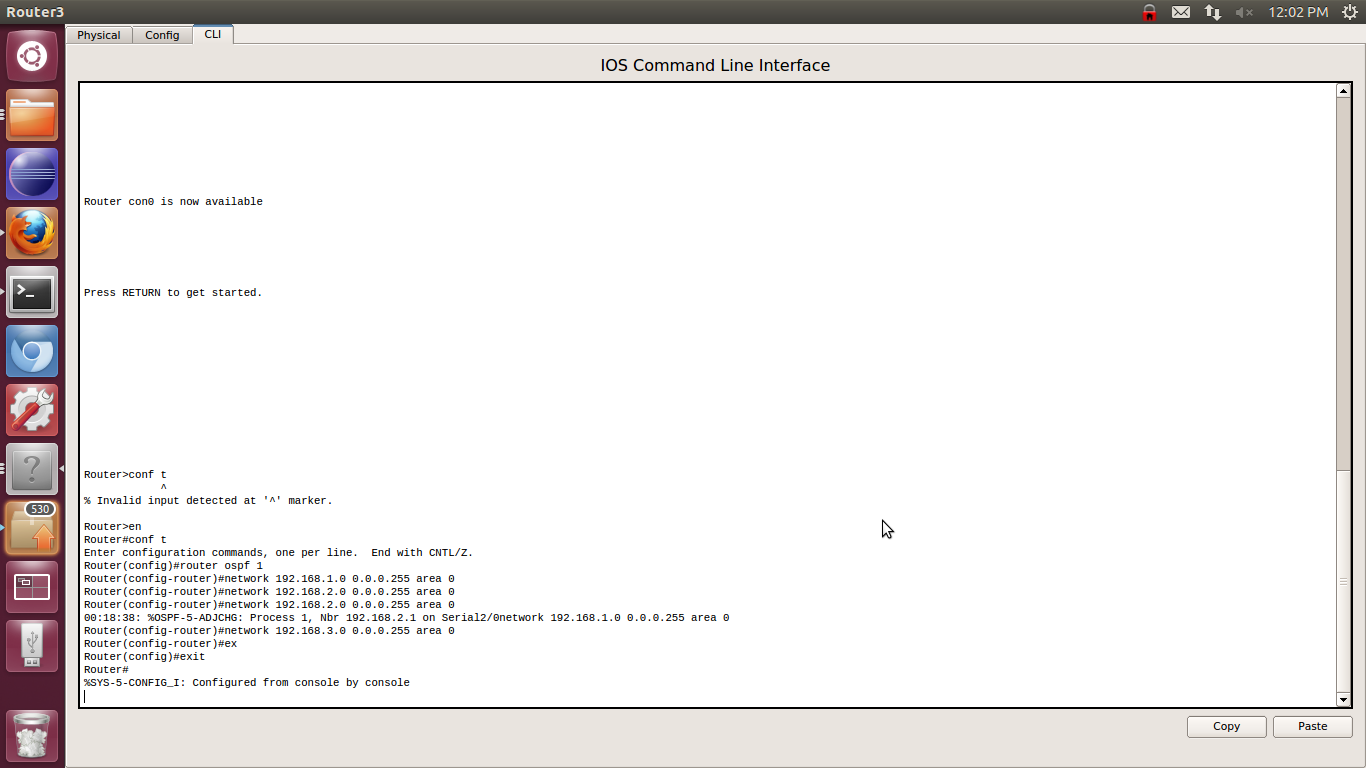 Router3
12:02 PM
Physical
Config
CLI
IOS Command Line Interface
Router con0 is now available
Press RETURN to get started.
Router>conf t
^
% Invalid input detected at '^' marker.
Router>en
Router#conf t
Enter configuration commands, one per line.  End with CNTL/Z.
Router(config)#router ospf 1
Router(config-router)#network 192.168.1.0 0.0.0.255 area 0
Router(config-router)#network 192.168.2.0 0.0.0.255 area 0
Router(config-router)#network 192.168.2.0 0.0.0.255 area 0
00:18:38: %OSPF-5-ADJCHG: Process 1, Nbr 192.168.2.1 on Serial2/0network 192.168.1.0 0.0.0.255 area 0
Router(config-router)#network 192.168.3.0 0.0.0.255 area 0
Router(config-router)#ex
Router(config)#exit
Router#
%SYS-5-CONFIG_I: Configured from console by console
530
Copy
Paste